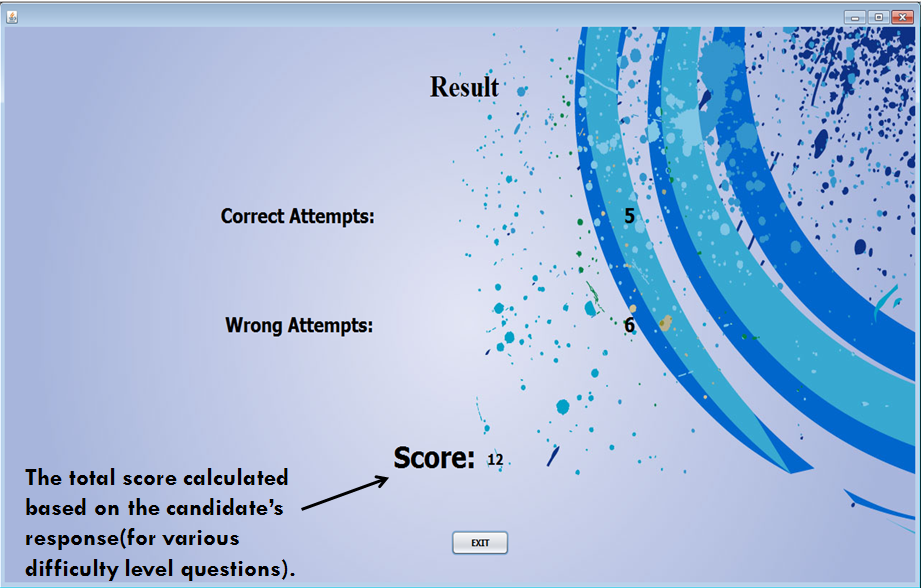 Result
Correct Attempts: 5
Wrong Attempts: 6
Score: 12
The total score calculated
based on the candidate's
response(for various
difficulty level questions).
EXIT